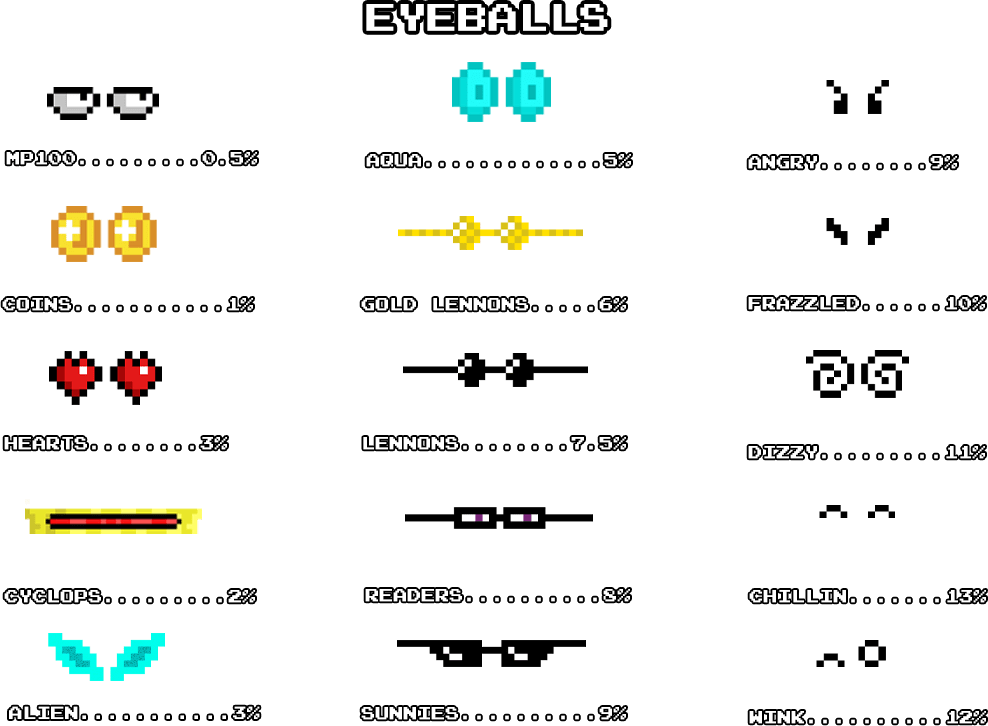 EYEBALLS
MP100.........0.5%
AQUA.............5%
ANGRY........9%
COINS...........1%
GOLD LENNONS.....6%
FRAZZLED......10%
HEARTS........3%
LENNONS........7.5%
DIZZY.........11%
CYCLOPS.........2%
READERS..........8%
CHILLIN.......13%
ALIEN...........3%
SUNNIES.........9%
WINK..........12%